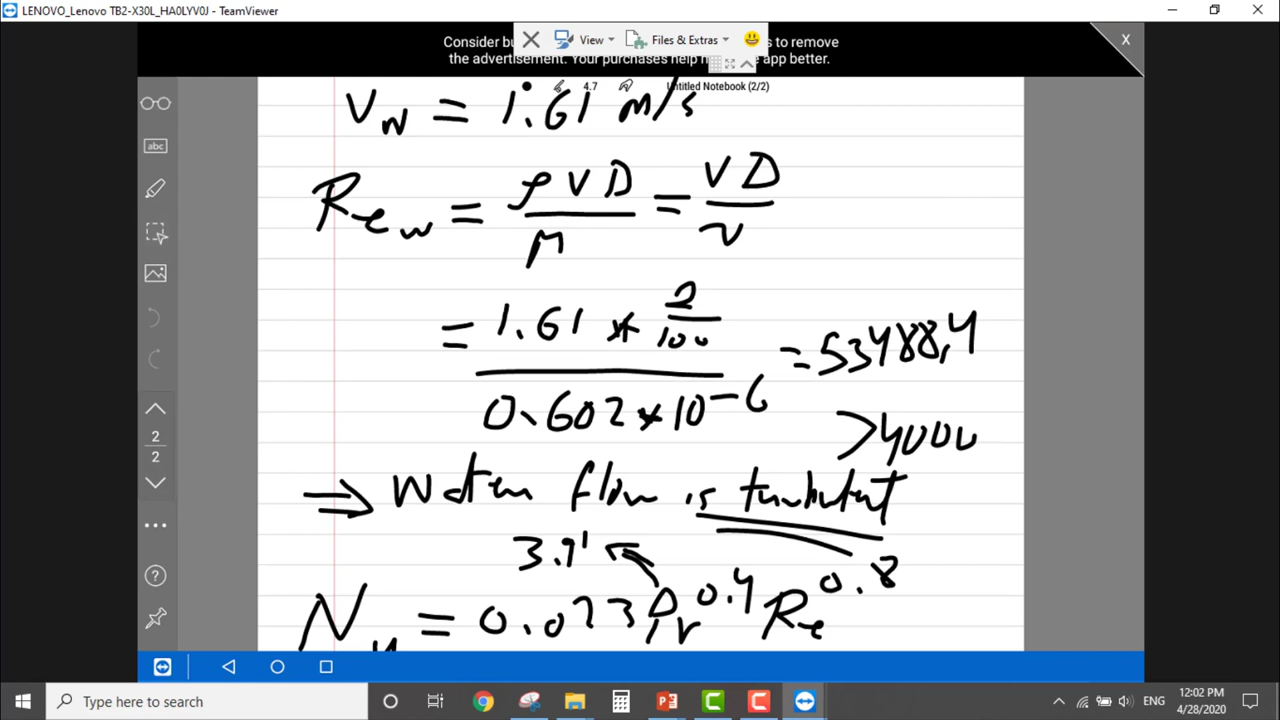 LENOVO_Lenovo TB2-X30L_HA0LYV0J - TeamViewer
View
Files & Extras
Consider bu
s to remove
the advertisement. Your purchases help
e app better.
X
4.7
Untitled Notebook (2/2)
abc
V_w = 1.61 m/s
Re_w = ρVD/μ = VD/ν
= 1.61 * 2/100 / 0.602 * 10^-6 = 53488,4
>4000
⇒ Water flow is turbulent
3.91
Nu = 0.023 Pr^0.4 Re^0.8
2
2
Type here to search
ENG
12:02 PM
4/28/2020